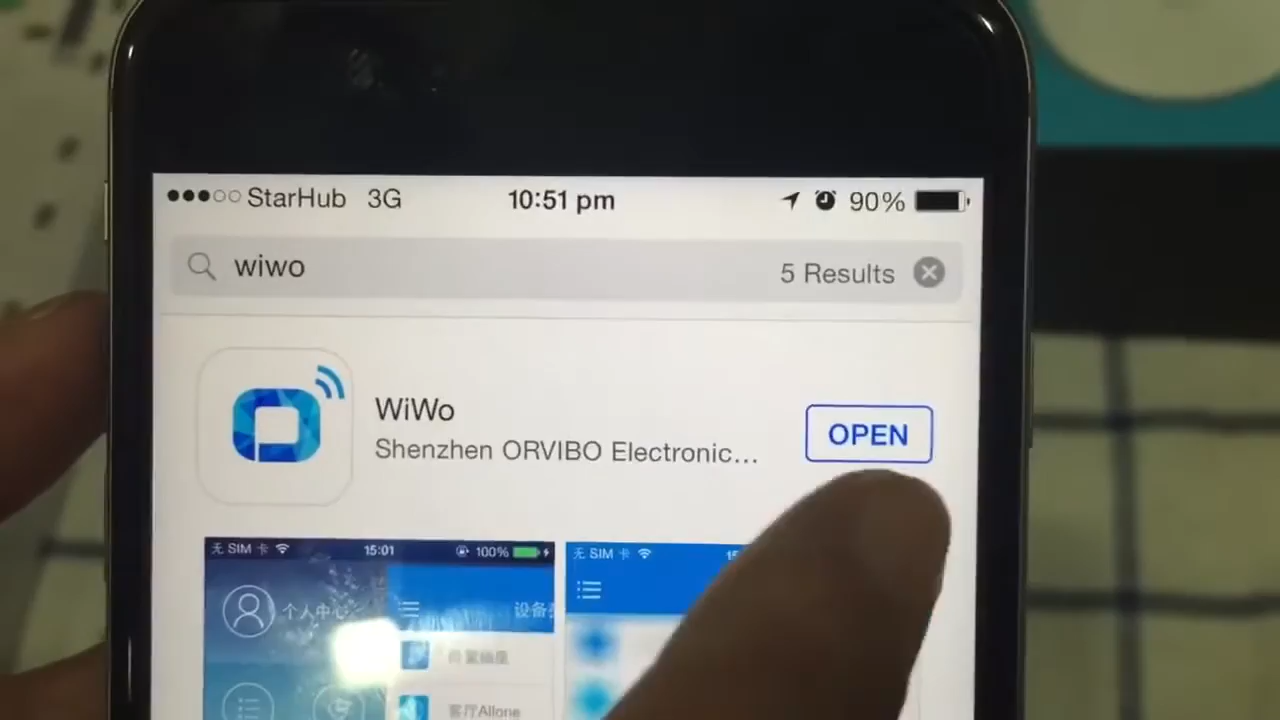 StarHub 3G 10:51 pm 90%
wiwo 5 Results
WiWo
Shenzhen ORVIBO Electronic...
OPEN
无 SIM 卡 15:01 100%
无 SIM 卡
个人中心
客厅Allone